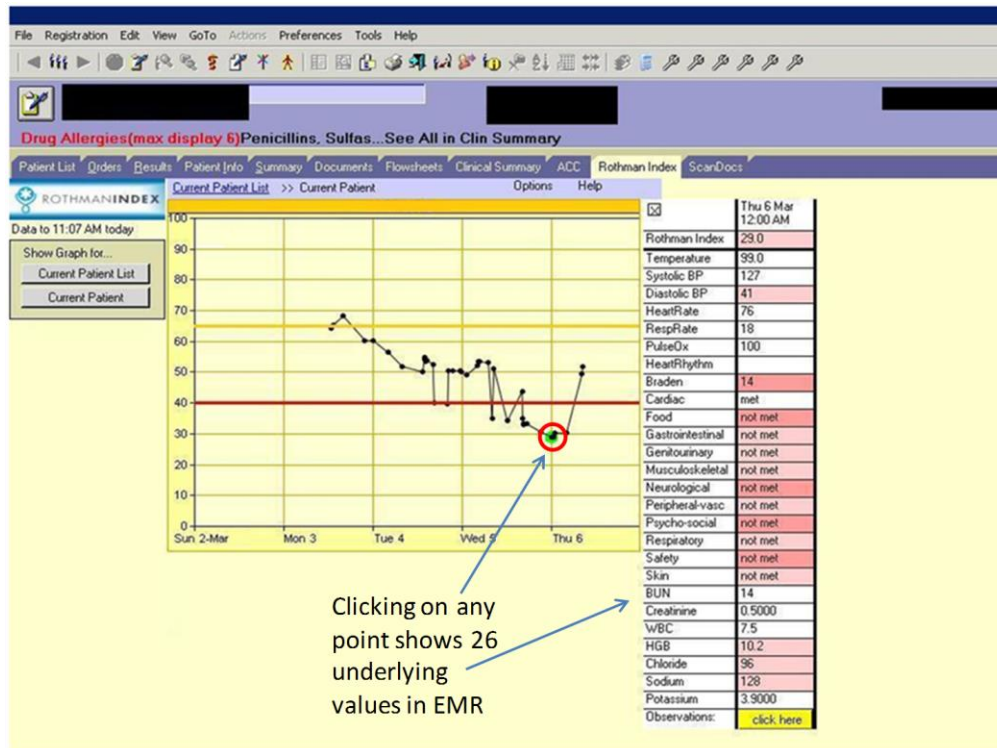 File Registration Edit View GoTo Actions Preferences Tools Help
Drug Allergies(max display 6)Penicillins, Sulfas...See All in Clin Summary
Patient List Orders Results Patient Info Summary Documents Flowsheets Clinical Summary ACC Rothman Index ScanDocs
ROTHMANINDEX
Current Patient List >> Current Patient Options Help
Data to 11:07 AM today
Show Graph for...
Current Patient List
Current Patient
100
90
80
70
60
50
40
30
20
10
0
Sun 2-Mar Mon 3 Tue 4 Wed 5 Thu 6
Thu 6 Mar
12:00 AM
Rothman Index 29.0
Temperature 99.0
Systolic BP 127
Diastolic BP 41
HeartRate 76
RespRate 18
PulseOx 100
HeartRhythm
Braden 14
Cardiac met
Food not met
Gastrointestinal not met
Genitourinary not met
Musculoskeletal not met
Neurological not met
Peripheral-vasc not met
Psycho-social not met
Respiratory not met
Safety not met
Skin not met
BUN 14
Creatinine 0.5000
WBC 7.5
HGB 10.2
Chloride 96
Sodium 128
Potassium 3.9000
Observations: click here
Clicking on any
point shows 26
underlying
values in EMR